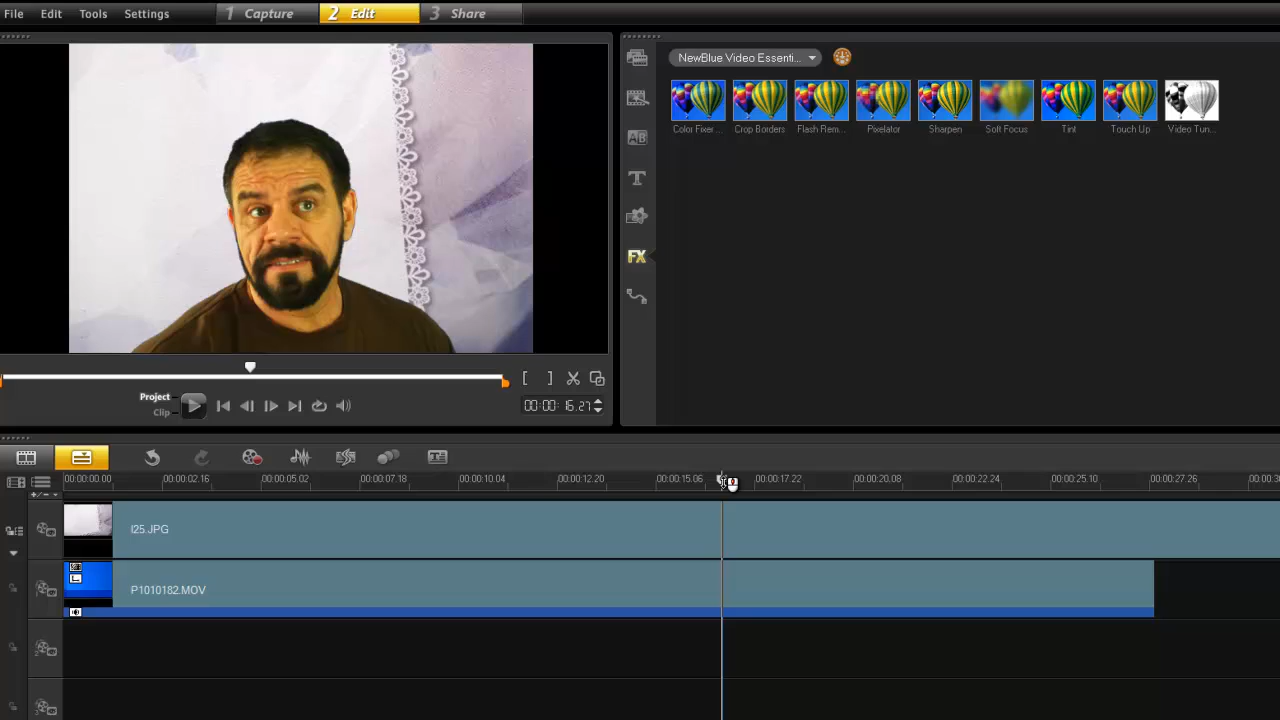 File Edit Tools Settings 1 Capture 2 Edit 3 Share
NewBlue Video Essenti...
Color Fixer... Crop Borders Flash Rem... Pixelator Sharpen Soft Focus Tint Touch Up Video Tun...
AB
T
FX
Project
Clip
[ ] 00:00:16.27
00:00:00.00 00:00:02.16 00:00:05.02 00:00:07.18 00:00:10.04 00:00:12.20 00:00:15.06 00:00:17.22 00:00:20.08 00:00:22.24 00:00:25.10 00:00:27.26 00:00:30
I25.JPG
P1010182.MOV